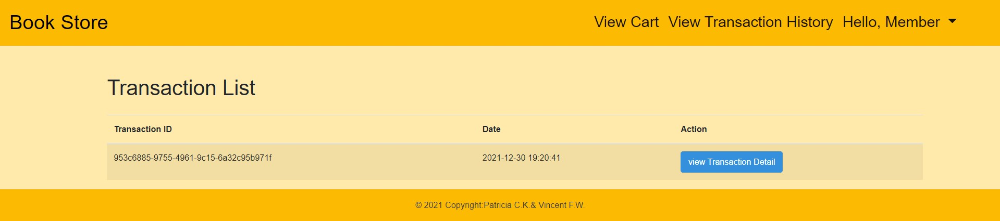 Book Store View Cart View Transaction History Hello, Member
Transaction List
Transaction ID Date Action
953c6885-9755-4961-9c15-6a32c95b971f 2021-12-30 19:20:41 view Transaction Detail
© 2021 Copyright:Patricia C.K.& Vincent F.W.